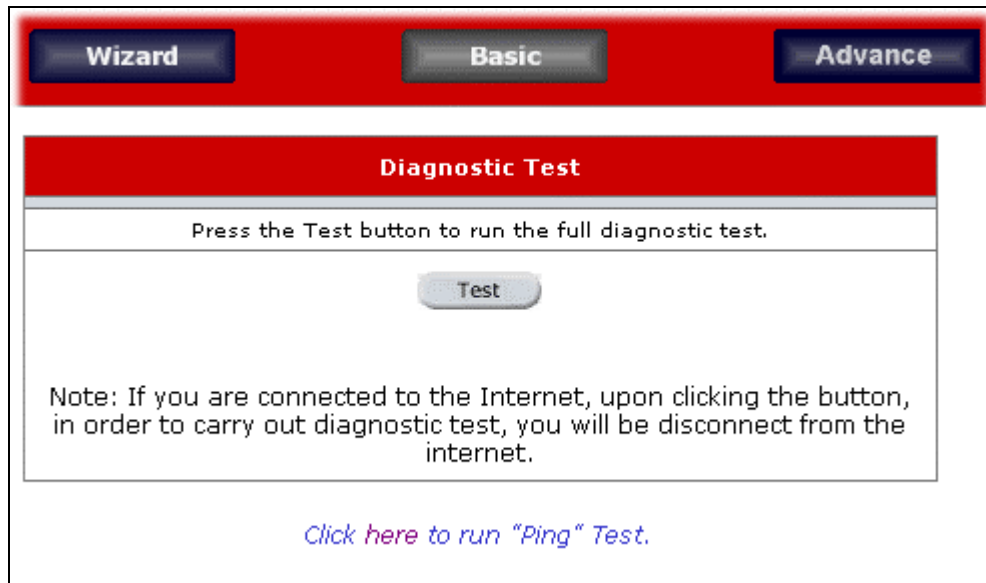 Wizard Basic Advance
Diagnostic Test
Press the Test button to run the full diagnostic test.
Test
Note: If you are connected to the Internet, upon clicking the button,
in order to carry out diagnostic test, you will be disconnect from the
internet.
Click here to run "Ping" Test.